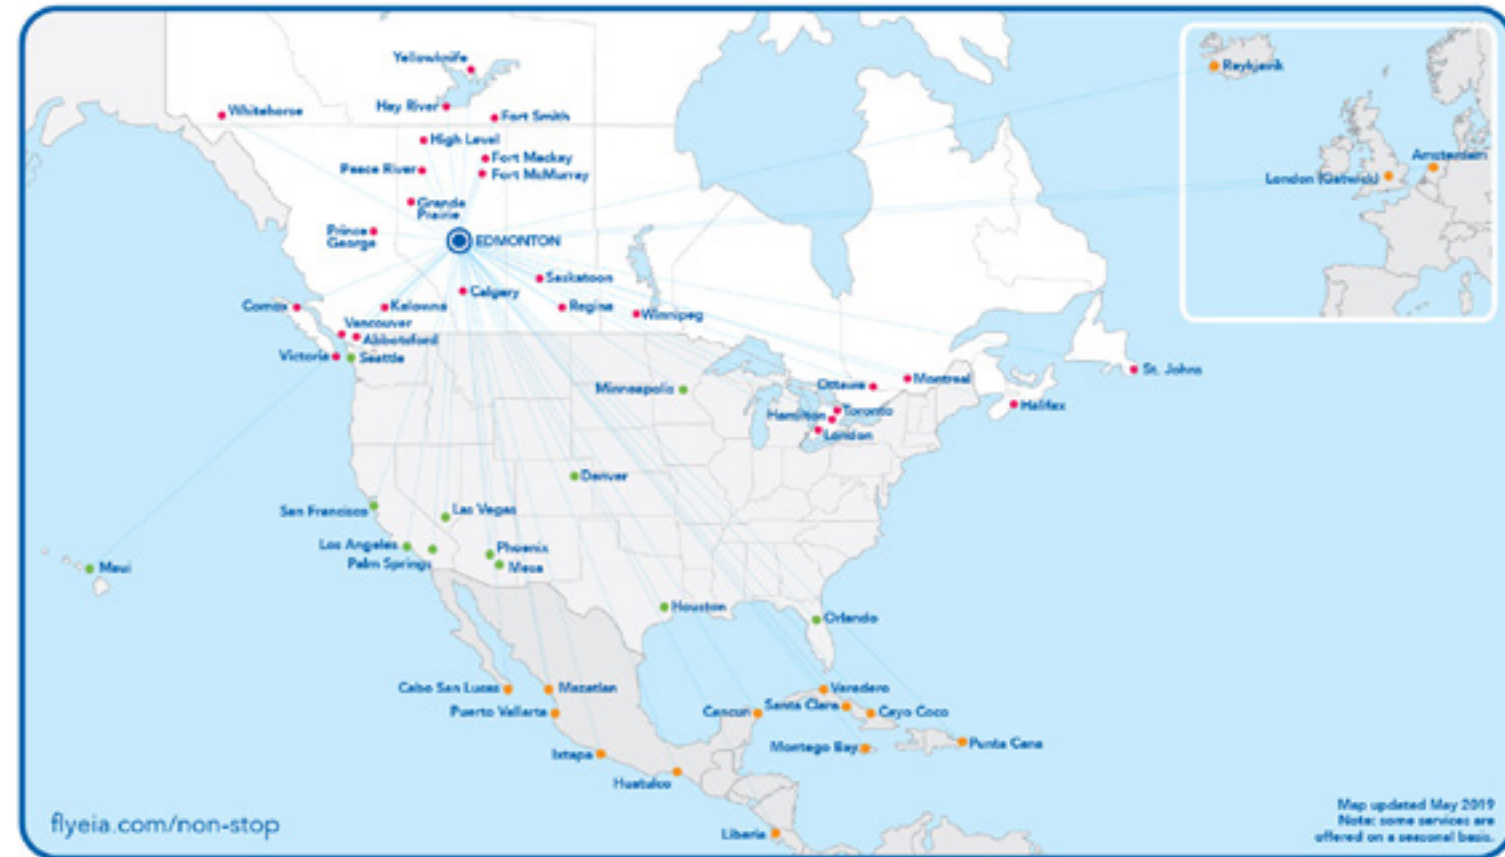 Yellowknife
Reykjavik
Whitehorse
Hay River
Fort Smith
High Level
Fort Mackay
Amsterdam
Peace River
Fort McMurray
London (Gatwick)
Grande
Prairie
Prince
George
EDMONTON
Saskatoon
Calgary
Comox
Kelowna
Regina
Winnipeg
Vancouver
Abbotsford
Victoria
Seattle
St. Johns
Minneapolis
Ottawa
Montreal
Halifax
Hamilton
Toronto
London
Denver
San Francisco
Las Vegas
Los Angeles
Palm Springs
Phoenix
Mesa
Maui
Houston
Orlando
Cabo San Lucas
Mazatlan
Varadero
Puerto Vallarta
Cancun
Santa Clara
Cayo Coco
Montego Bay
Punta Cana
Ixtapa
Huatulco
Liberia
flyeia.com/non-stop
Map updated May 2019
Note: some services are
offered on a seasonal basis.